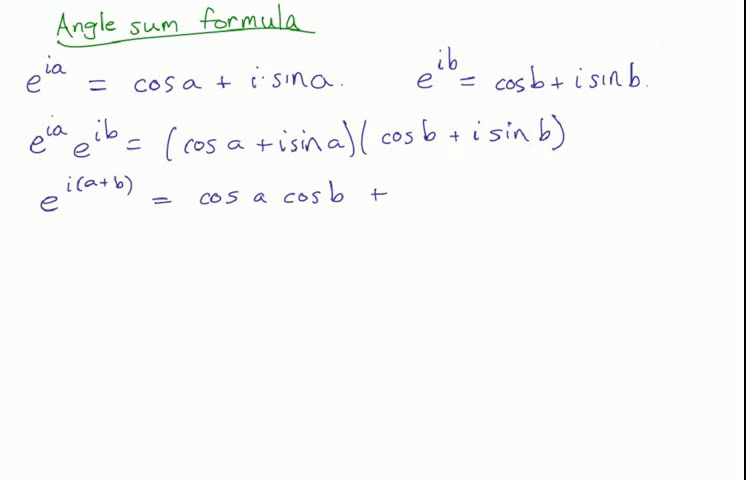 Angle sum formula
e^{ia} = cos a + i·sin a. e^{ib} = cos b + i sin b.
e^{ia} e^{ib} = (cos a + i sin a)( cos b + i sin b)
e^{i(a+b)} = cos a cos b +